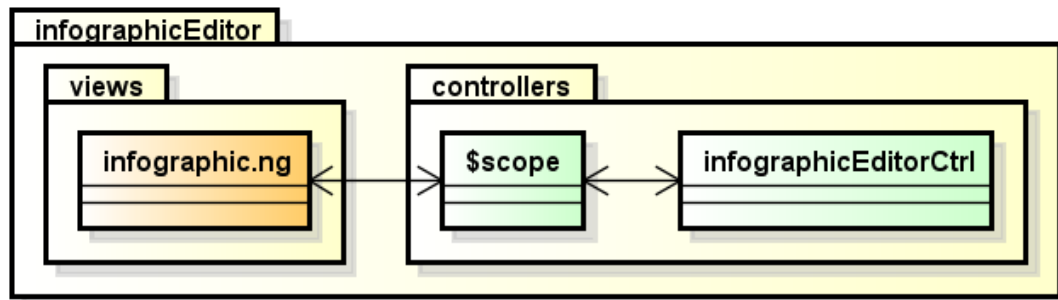 infographicEditor
views
controllers
infographic.ng
$scope
infographicEditorCtrl